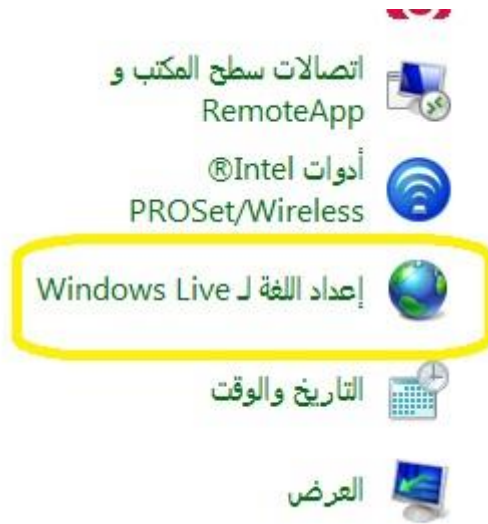 اتصالات سطح المكتب و
RemoteApp
أدوات Intel®
PROSet/Wireless
إعداد اللغة لـ Windows Live
التاريخ والوقت
العرض